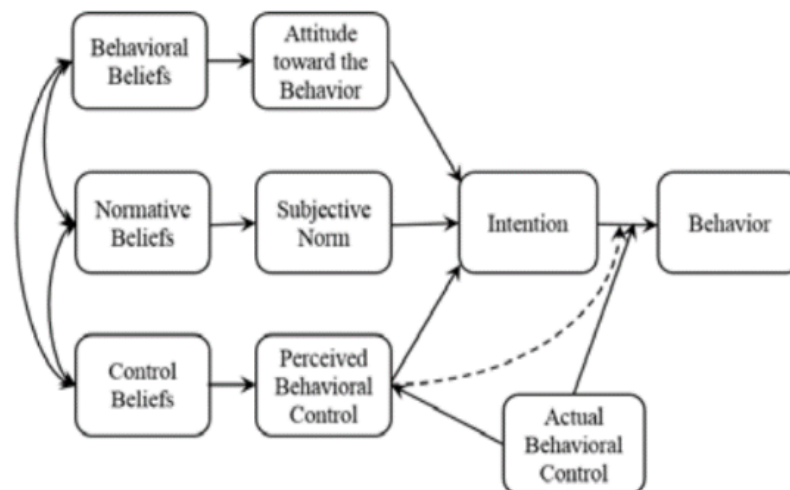 Behavioral
Beliefs
Attitude
toward the
Behavior
Normative
Beliefs
Subjective
Norm
Intention
Behavior
Control
Beliefs
Perceived
Behavioral
Control
Actual
Behavioral
Control